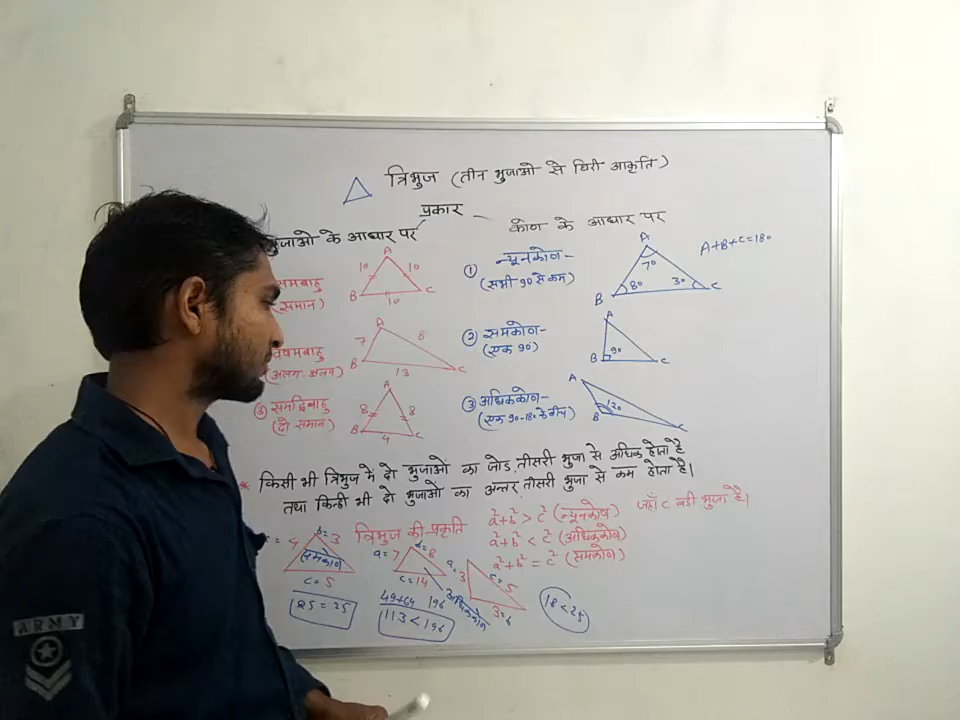 त्रिभुज (तीन भुजाओ से घिरी आकृति)
प्रकार
भुजाओ के आधार पर
कोण के आधार पर
समबाहु
(समान)
A
10
10
B
10
C
विषमबाहु
(अलग-अलग)
A
7
8
B
13
C
③ समद्विबाहु
(दो समान)
A
8
8
B
4
C
① न्यूनकोण-
(सभी 90 से कम)
A
70
80
30
B
C
A+B+C=180
② समकोण-
(एक 90)
A
B
90
C
③ अधिककोण-
(एक 90-180 के बीच)
A
120
B
C
* किसी भी त्रिभुज में दो भुजाओं का जोड़ तीसरी भुजा से अधिक होता है
तथा किन्ही भी दो भुजाओ का अन्तर तीसरी भुजा से कम होता है।
त्रिभुज की प्रकृति
a²+b² > c² (न्यूनकोण) जहाँ c बडी भुजा है।
a²+b² < c² (अधिककोण)
a²+b² = c² (समकोण)
= 4
b=3
समकोण
c=5
25=25
a=7
b=8
c=14
अधिककोण
49+64 196
113<196
3
5
18<25
ARMY